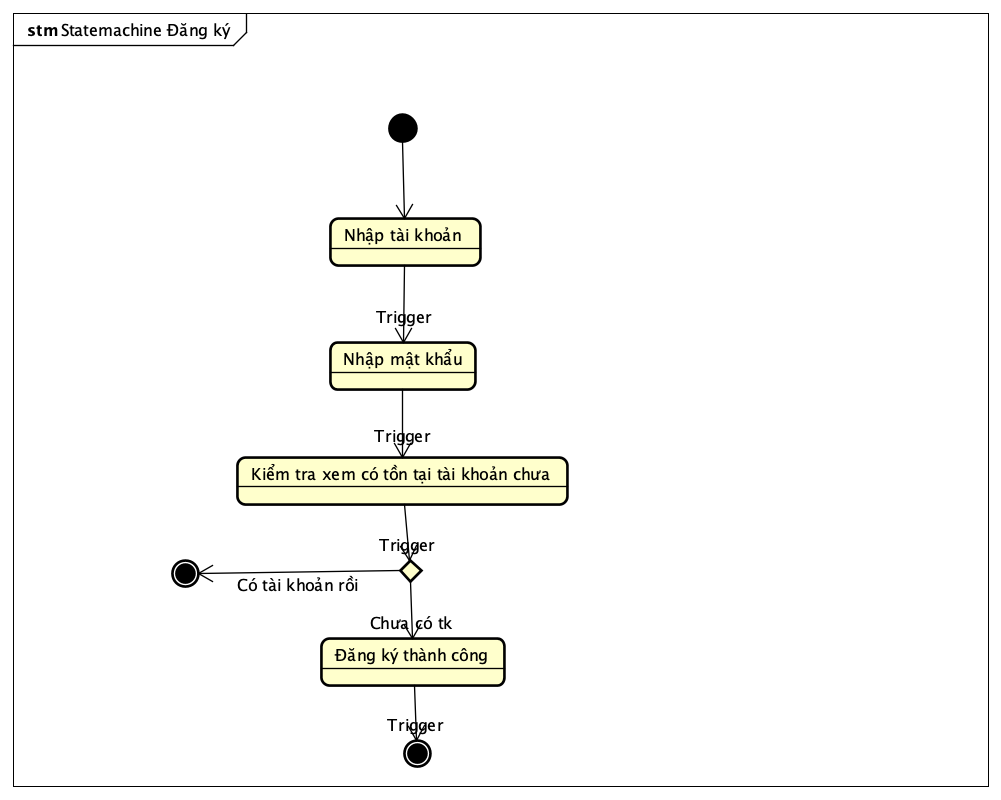 stm Statemachine Đăng ký
Nhập tài khoản
Trigger
Nhập mật khẩu
Trigger
Kiểm tra xem có tồn tại tài khoản chưa
Trigger
Có tài khoản rồi
Chưa có tk
Đăng ký thành công
Trigger